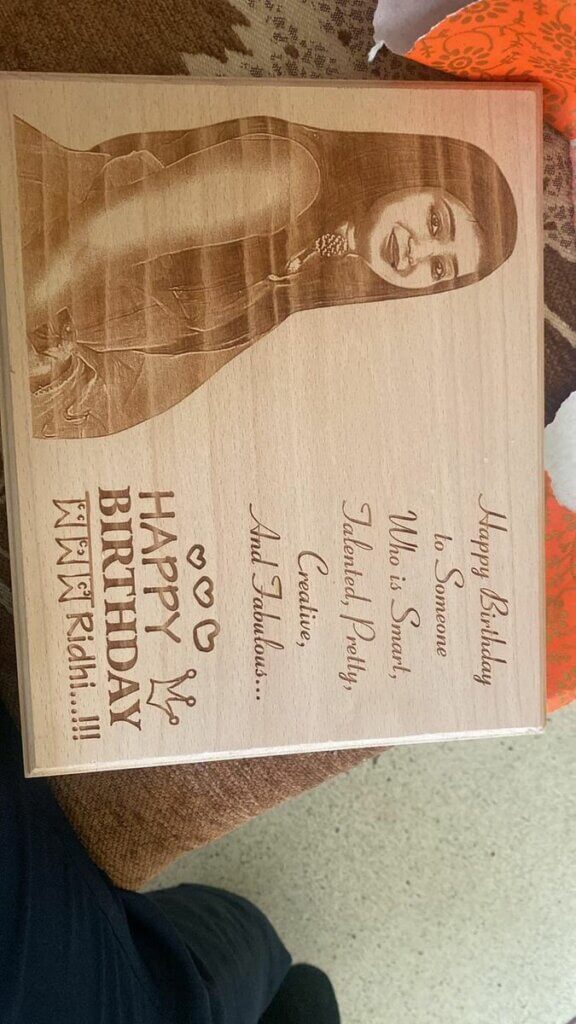 Happy Birthday
to Someone
Who is Smart,
Talented, Pretty,
Creative,
And Fabulous...
HAPPY
BIRTHDAY
Ridhi...!!!